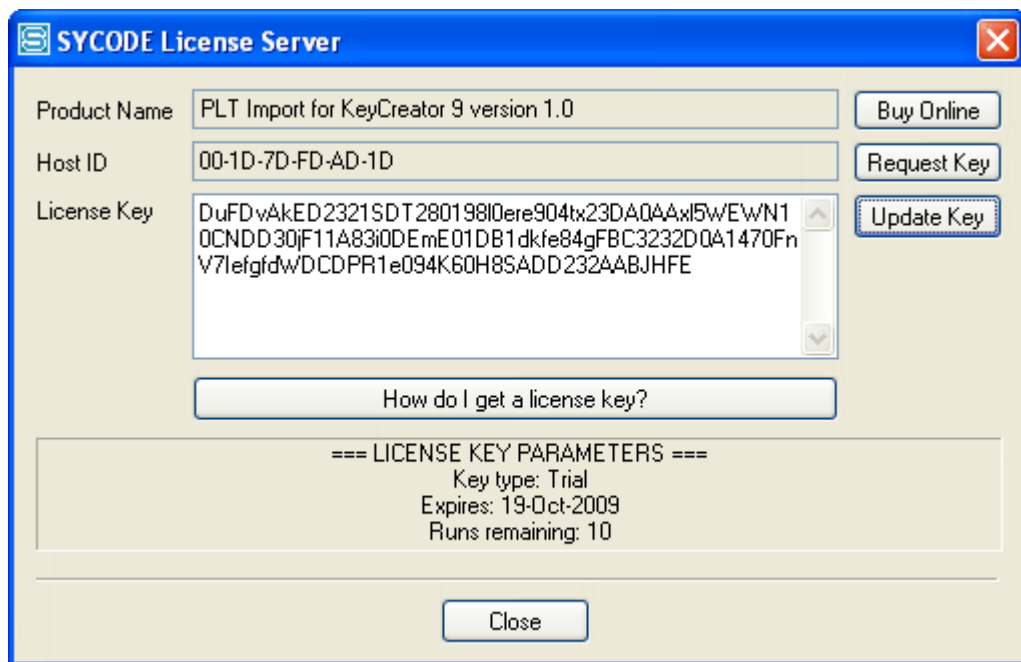 SYCODE License Server
Product Name PLT Import for KeyCreator 9 version 1.0 Buy Online
Host ID 00-1D-7D-FD-AD-1D Request Key
License Key DuFDvAkED2321SDT280198I0ere904tx23DA0AAxI5WEWN1 Update Key
0CNDD30jF11A83i0DEmE01DB1dkfe84gFBC3232D0A1470Fn
V7IefgfdWDCDPR1e094K60H8SADD232AABJHFE
How do I get a license key?
=== LICENSE KEY PARAMETERS ===
Key type: Trial
Expires: 19-Oct-2009
Runs remaining: 10
Close